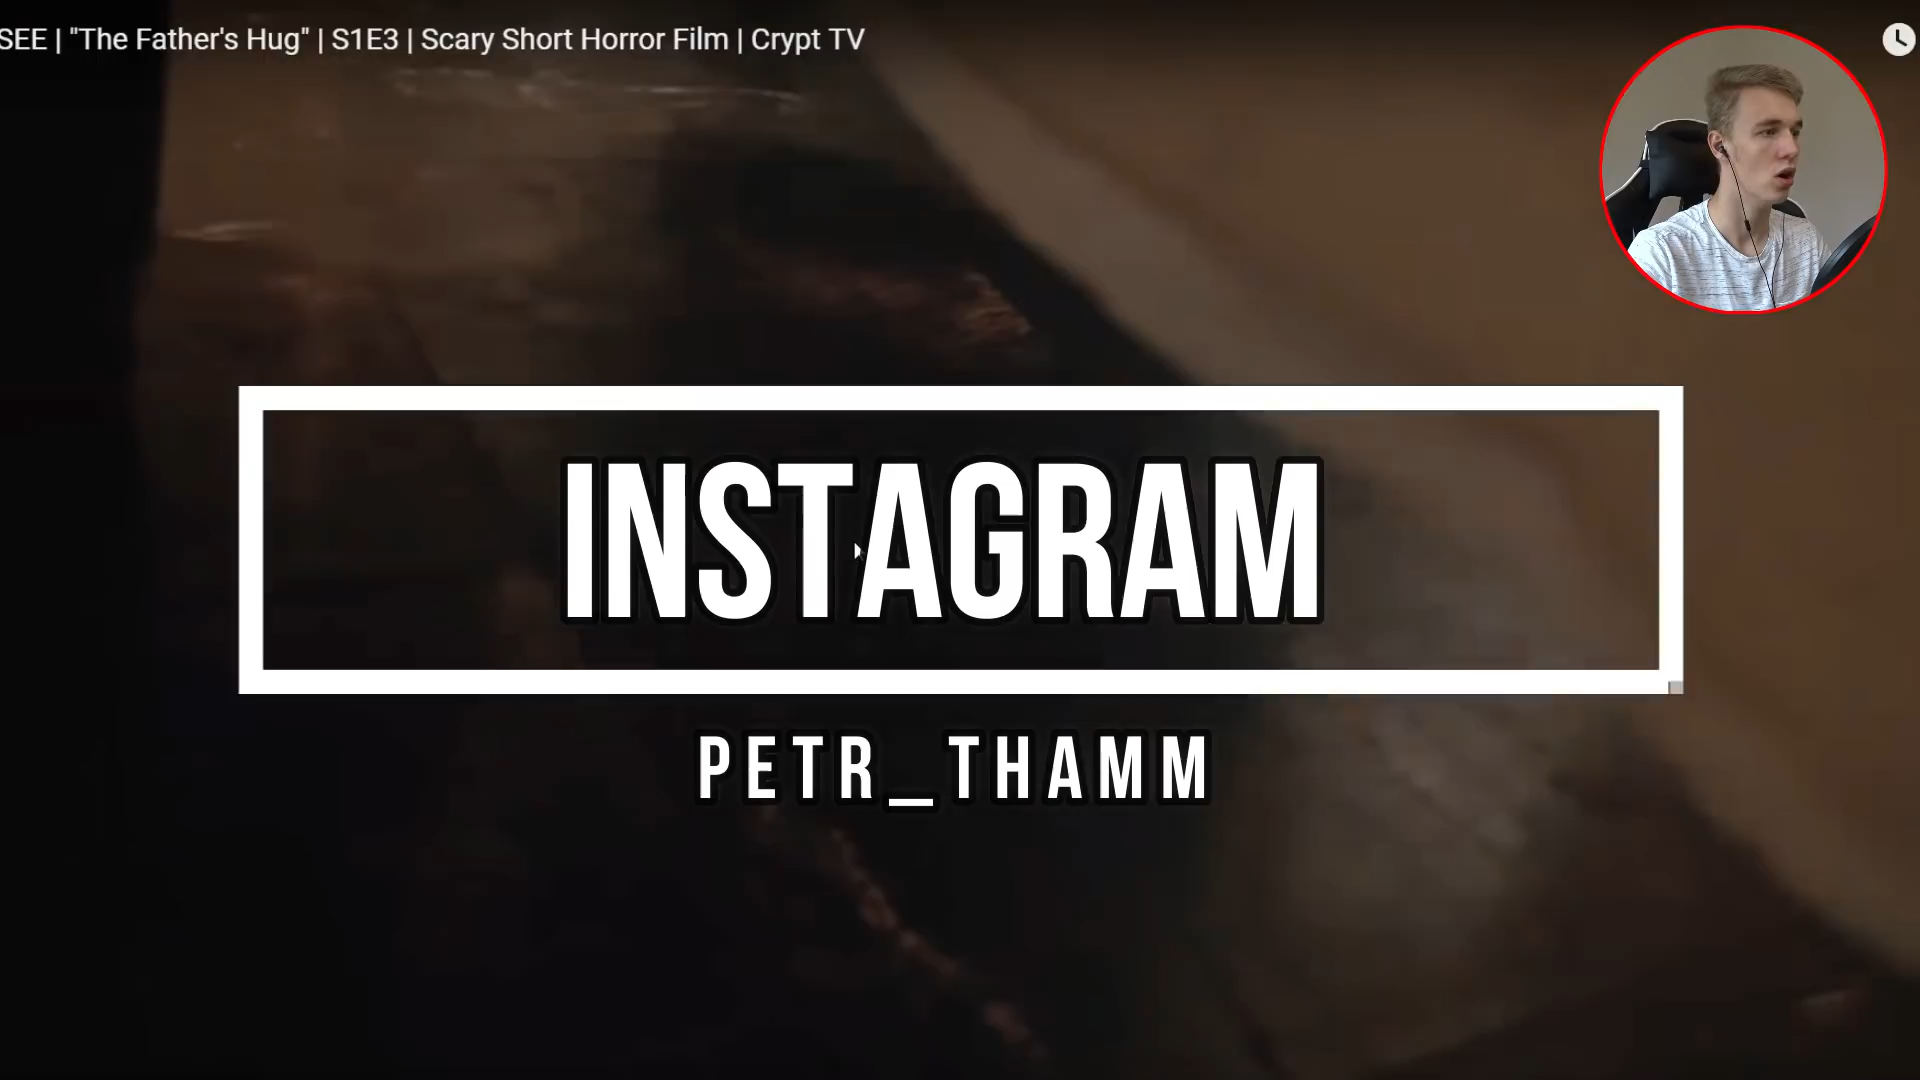 SEE | "The Father's Hug" | S1E3 | Scary Short Horror Film | Crypt TV
INSTAGRAM
PETR_THAMM